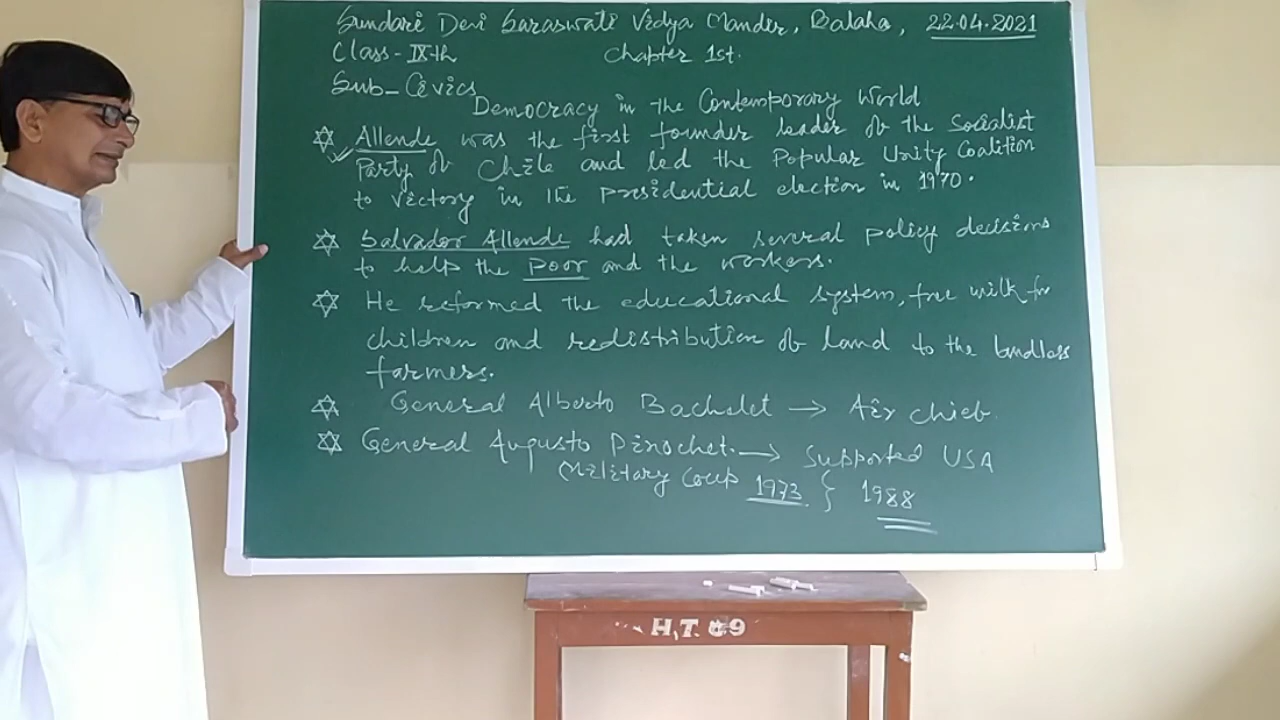 Sundari Devi Saraswati Vidya Mander, Balaha, 22.04.2021
Class-IXth Chapter 1st.
Sub-Civics
Democracy in the Contemporary World
Allende was the first founder leader of the Socialist
Party of Chile and led the Popular Unity Coalition
to victory in the presidential election in 1970.
Salvador Allende had taken several policy decisions
to help the poor and the workers.
He reformed the educational system, free milk for
children and redistribution of land to the landless
farmers.
General Alberto Bachelet → Air chief.
General Augusto Pinochet. → Supported USA
Military Coup 1973 } 1988
H.T. 09